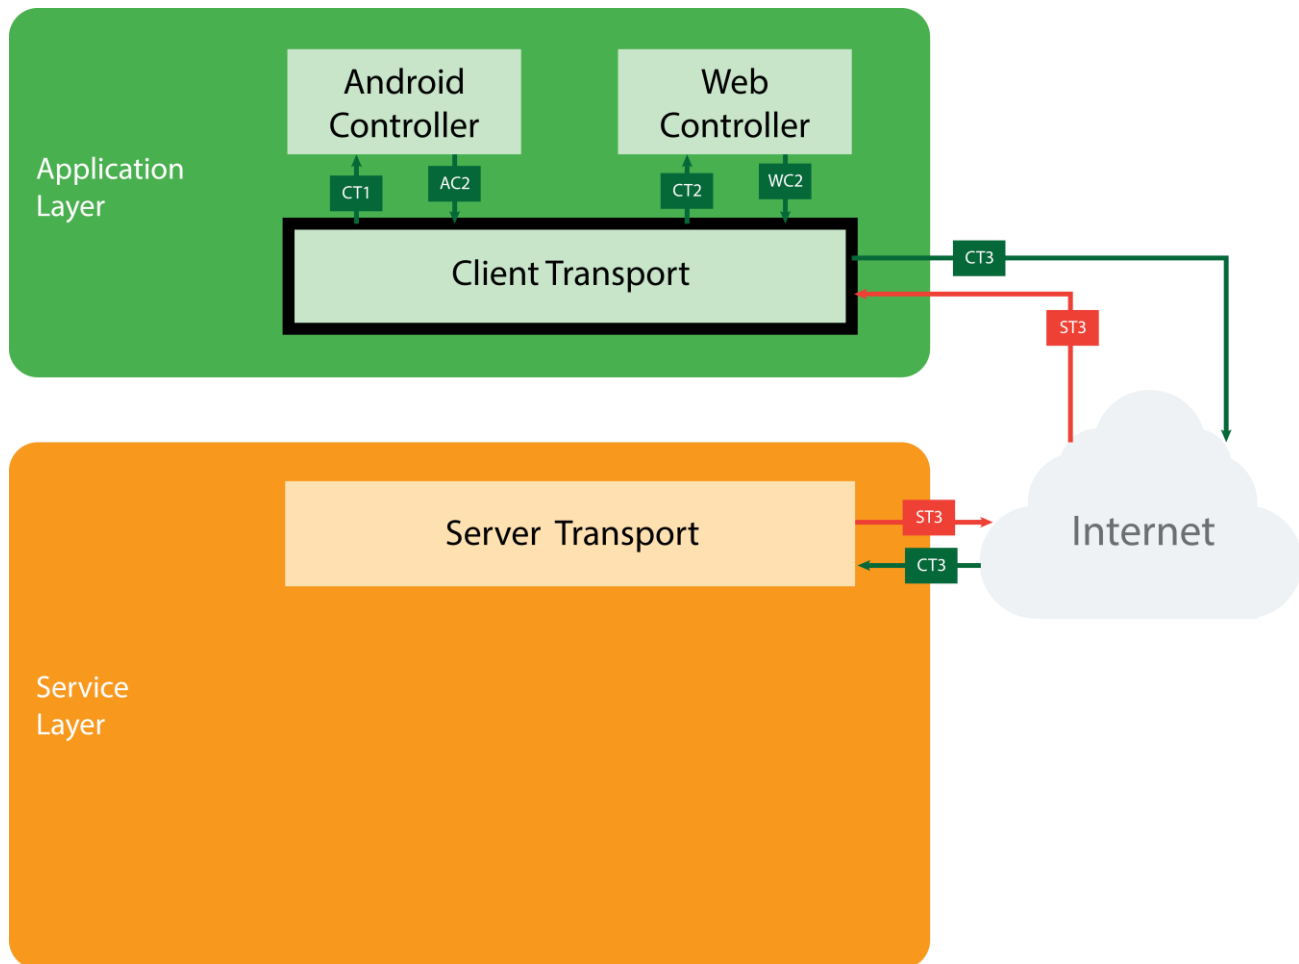 Android
Controller
Web
Controller
Application
Layer
CT1
AC2
CT2
WC2
Client Transport
CT3
ST3
Server Transport
ST3
CT3
Internet
Service
Layer